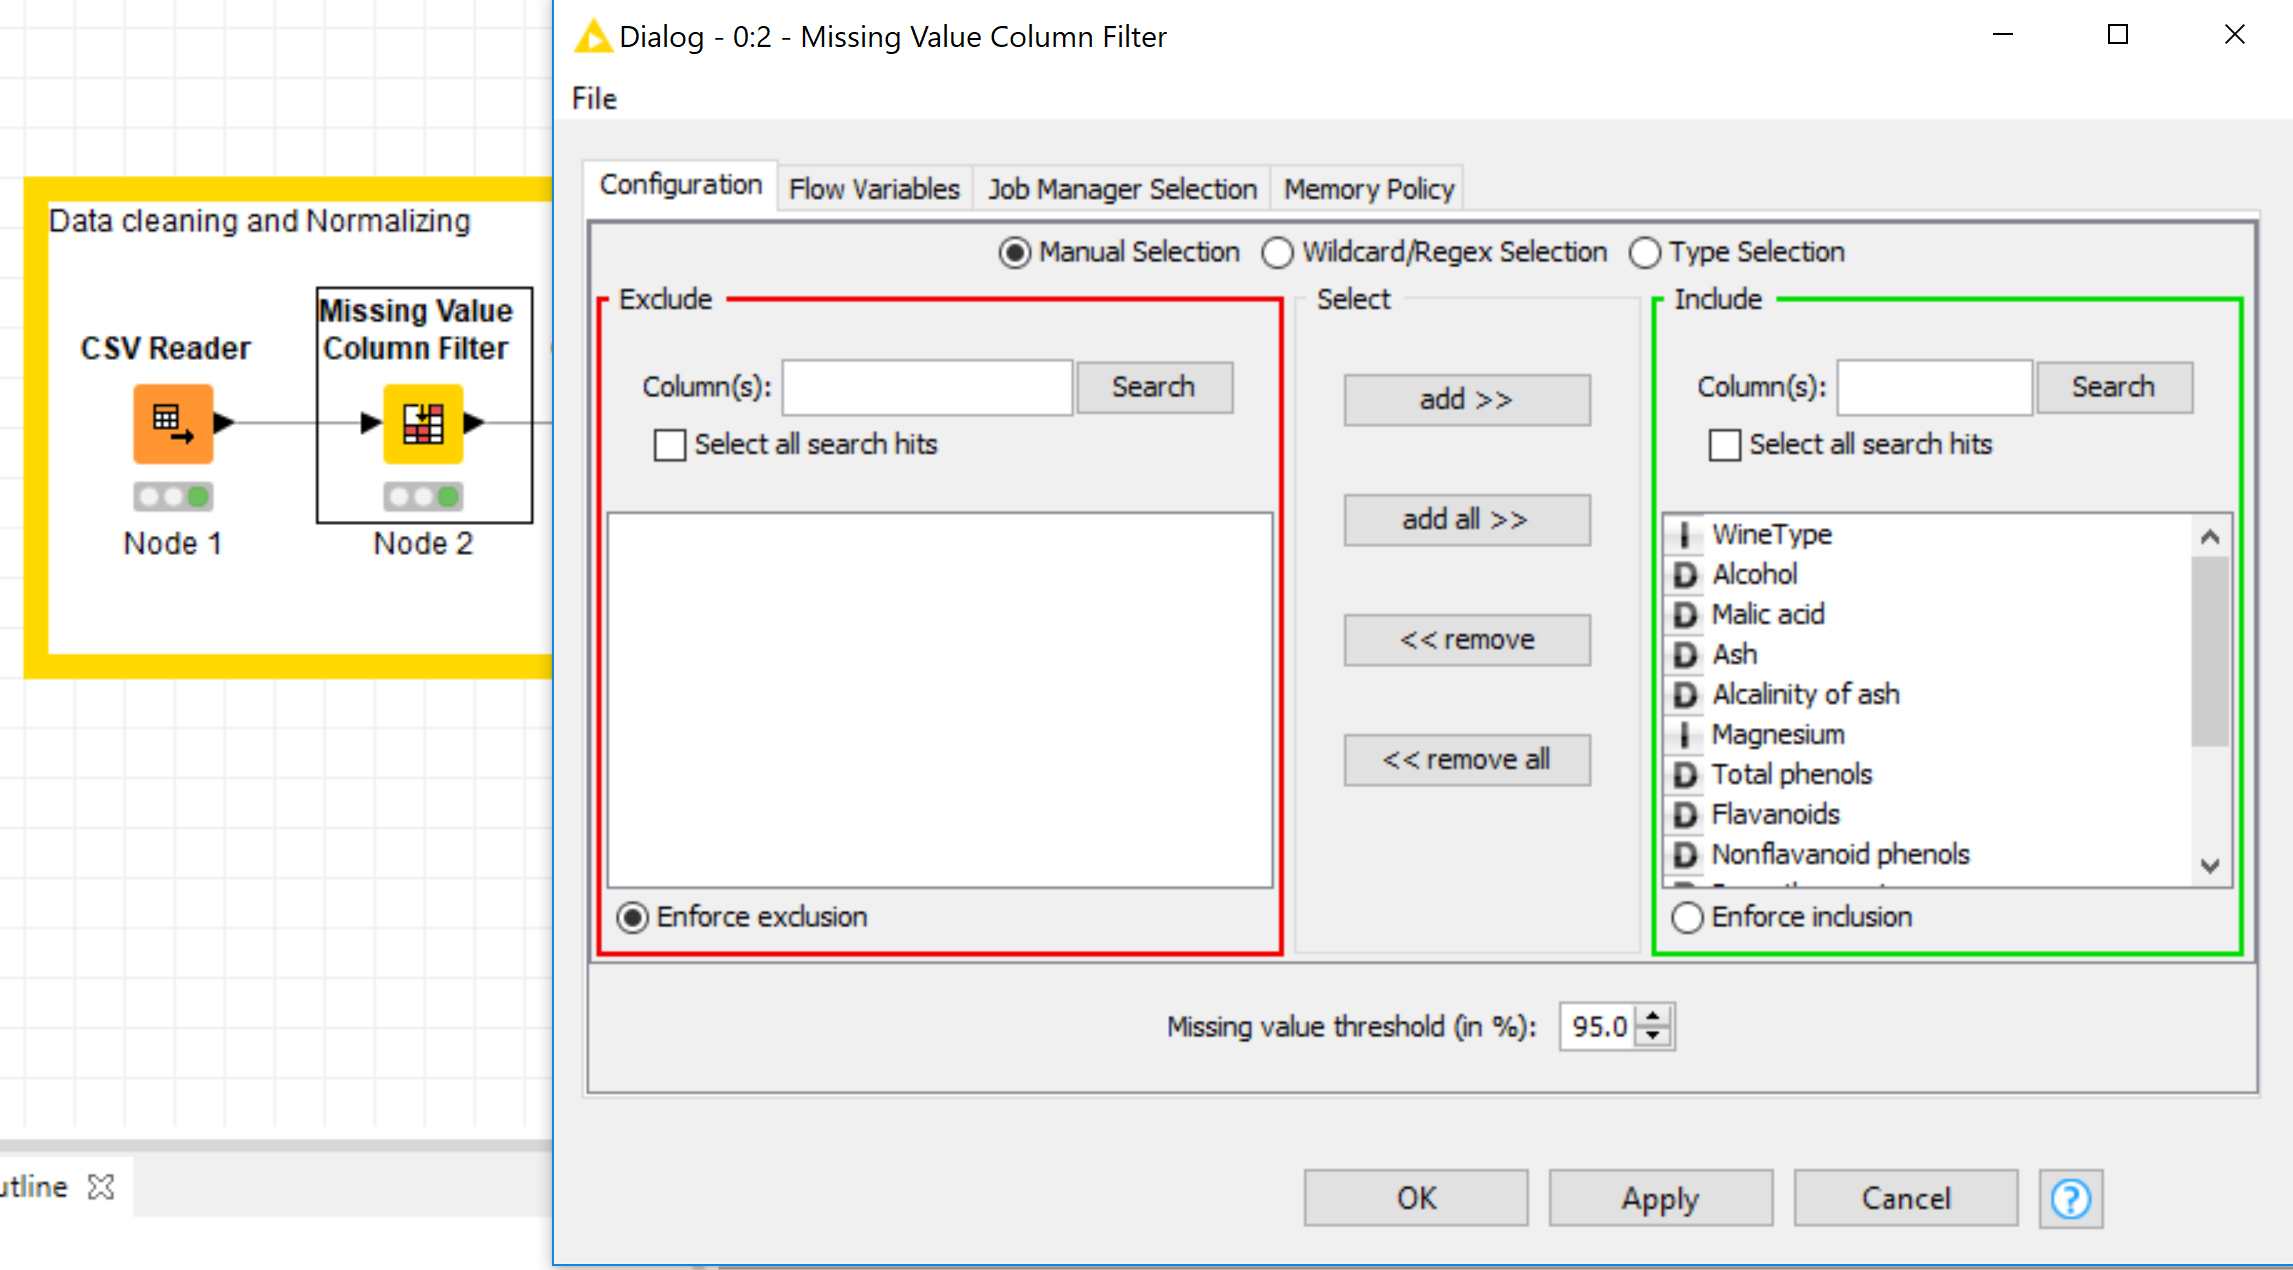 Dialog - 0:2 - Missing Value Column Filter
File
Configuration Flow Variables Job Manager Selection Memory Policy
Data cleaning and Normalizing
CSV Reader
Missing Value
Column Filter
Node 1
Node 2
Manual Selection Wildcard/Regex Selection Type Selection
Exclude
Column(s): Search
Select all search hits
Enforce exclusion
Select
add >>
add all >>
<< remove
<< remove all
Include
Column(s): Search
Select all search hits
I WineType
D Alcohol
D Malic acid
D Ash
D Alcalinity of ash
I Magnesium
D Total phenols
D Flavanoids
D Nonflavanoid phenols
Enforce inclusion
Missing value threshold (in %): 95.0
OK Apply Cancel ?
utline